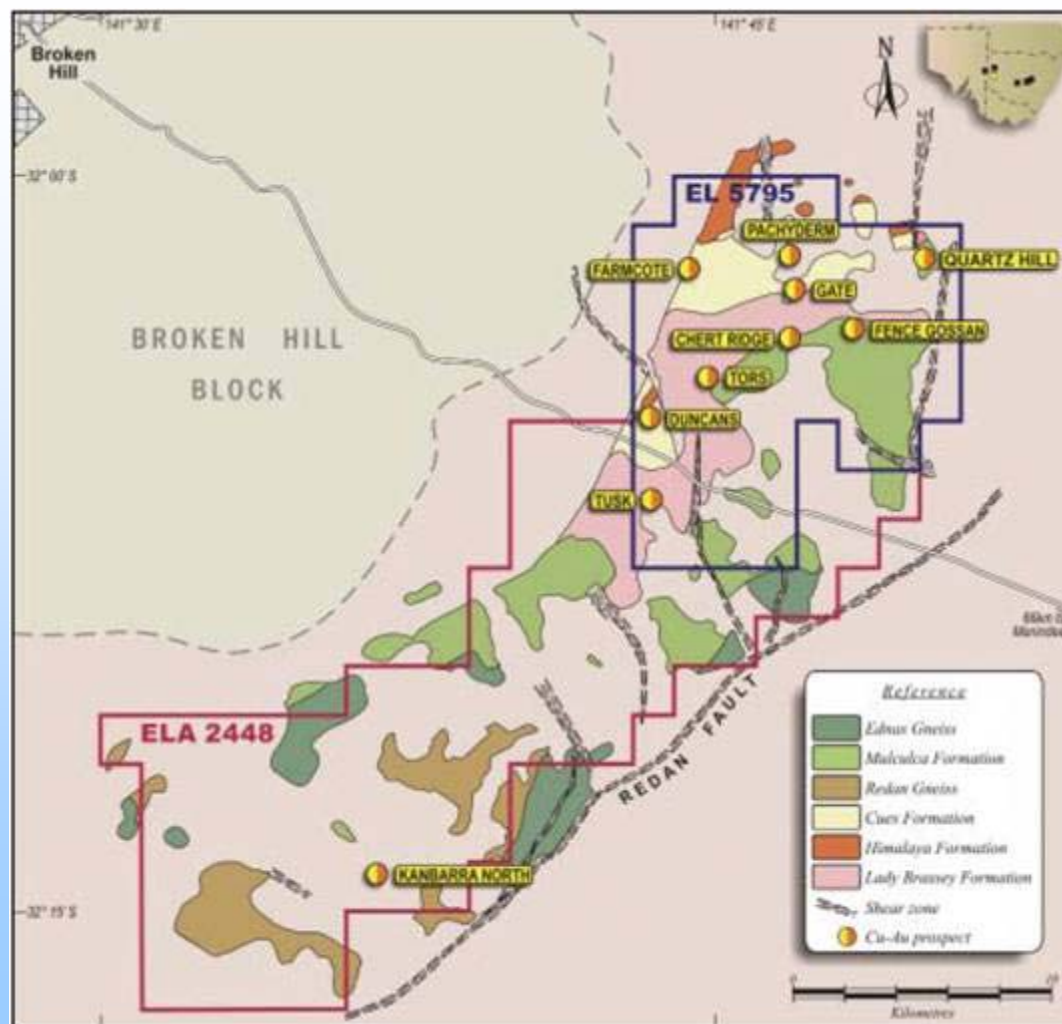 141° 30' E
141° 45' E
Broken
Hill
N
32° 00' S
EL 5795
PACHYDERM
FARMCOTE
QUARTZ HILL
GATE
CHERT RIDGE
FENCE GOSSAN
BROKEN HILL
BLOCK
TORS
DUNCANS
TUSK
REDAN FAULT
ELA 2448
KANBARRA NORTH
32° 15' S
Reference
Ednas Gneiss
Mulculca Formation
Redan Gneiss
Cues Formation
Himalaya Formation
Lady Brassey Formation
Shear zone
Cu-Au prospect
0
Kilometres